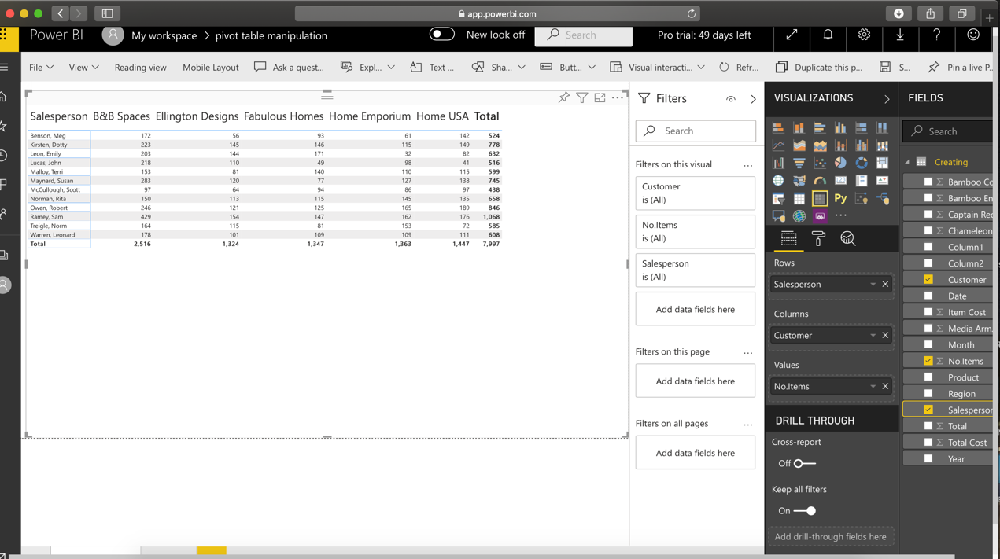 app.powerbi.com
Power BI My workspace > pivot table manipulation New look off Search Pro trial: 49 days left
File View Reading view Mobile Layout Ask a quest... Expl... Text ... Sha... Butt... Visual interactio... Refr... Duplicate this p... S... Pin a live P...
Salesperson B&B Spaces Ellington Designs Fabulous Homes Home Emporium Home USA Total
Benson, Meg 172 56 93 61 142 524
Kirsten, Dotty 223 145 146 115 149 778
Leon, Emily 203 144 171 32 82 632
Lucas, John 218 110 49 98 41 516
Malloy, Terri 153 81 140 110 115 599
Maynard, Susan 283 120 77 127 138 745
McCullough, Scott 97 64 94 86 97 438
Norman, Rita 150 113 115 145 135 658
Owen, Robert 246 121 125 165 189 846
Ramey, Sam 429 154 147 162 176 1,068
Treigle, Norm 164 115 81 153 72 585
Warren, Leonard 178 101 109 109 111 608
Total 2,516 1,324 1,347 1,363 1,447 7,997
Filters
Search
Filters on this visual ...
Customer
is (All)
No.Items
is (All)
Salesperson
is (All)
Add data fields here
Filters on this page ...
Add data fields here
Filters on all pages ...
Add data fields here
VISUALIZATIONS
Py
...
Rows
Salesperson
Columns
Customer
Values
No.Items
DRILL THROUGH
Cross-report
Off
Keep all filters
On
Add drill-through fields here
FIELDS
Search
Creating
Bamboo Co
Bamboo En
Captain Rec
Chameleon
Column1
Column2
Customer
Date
Item Cost
Media Arm
Month
No.Items
Product
Region
Salesperson
Total
Total Cost
Year